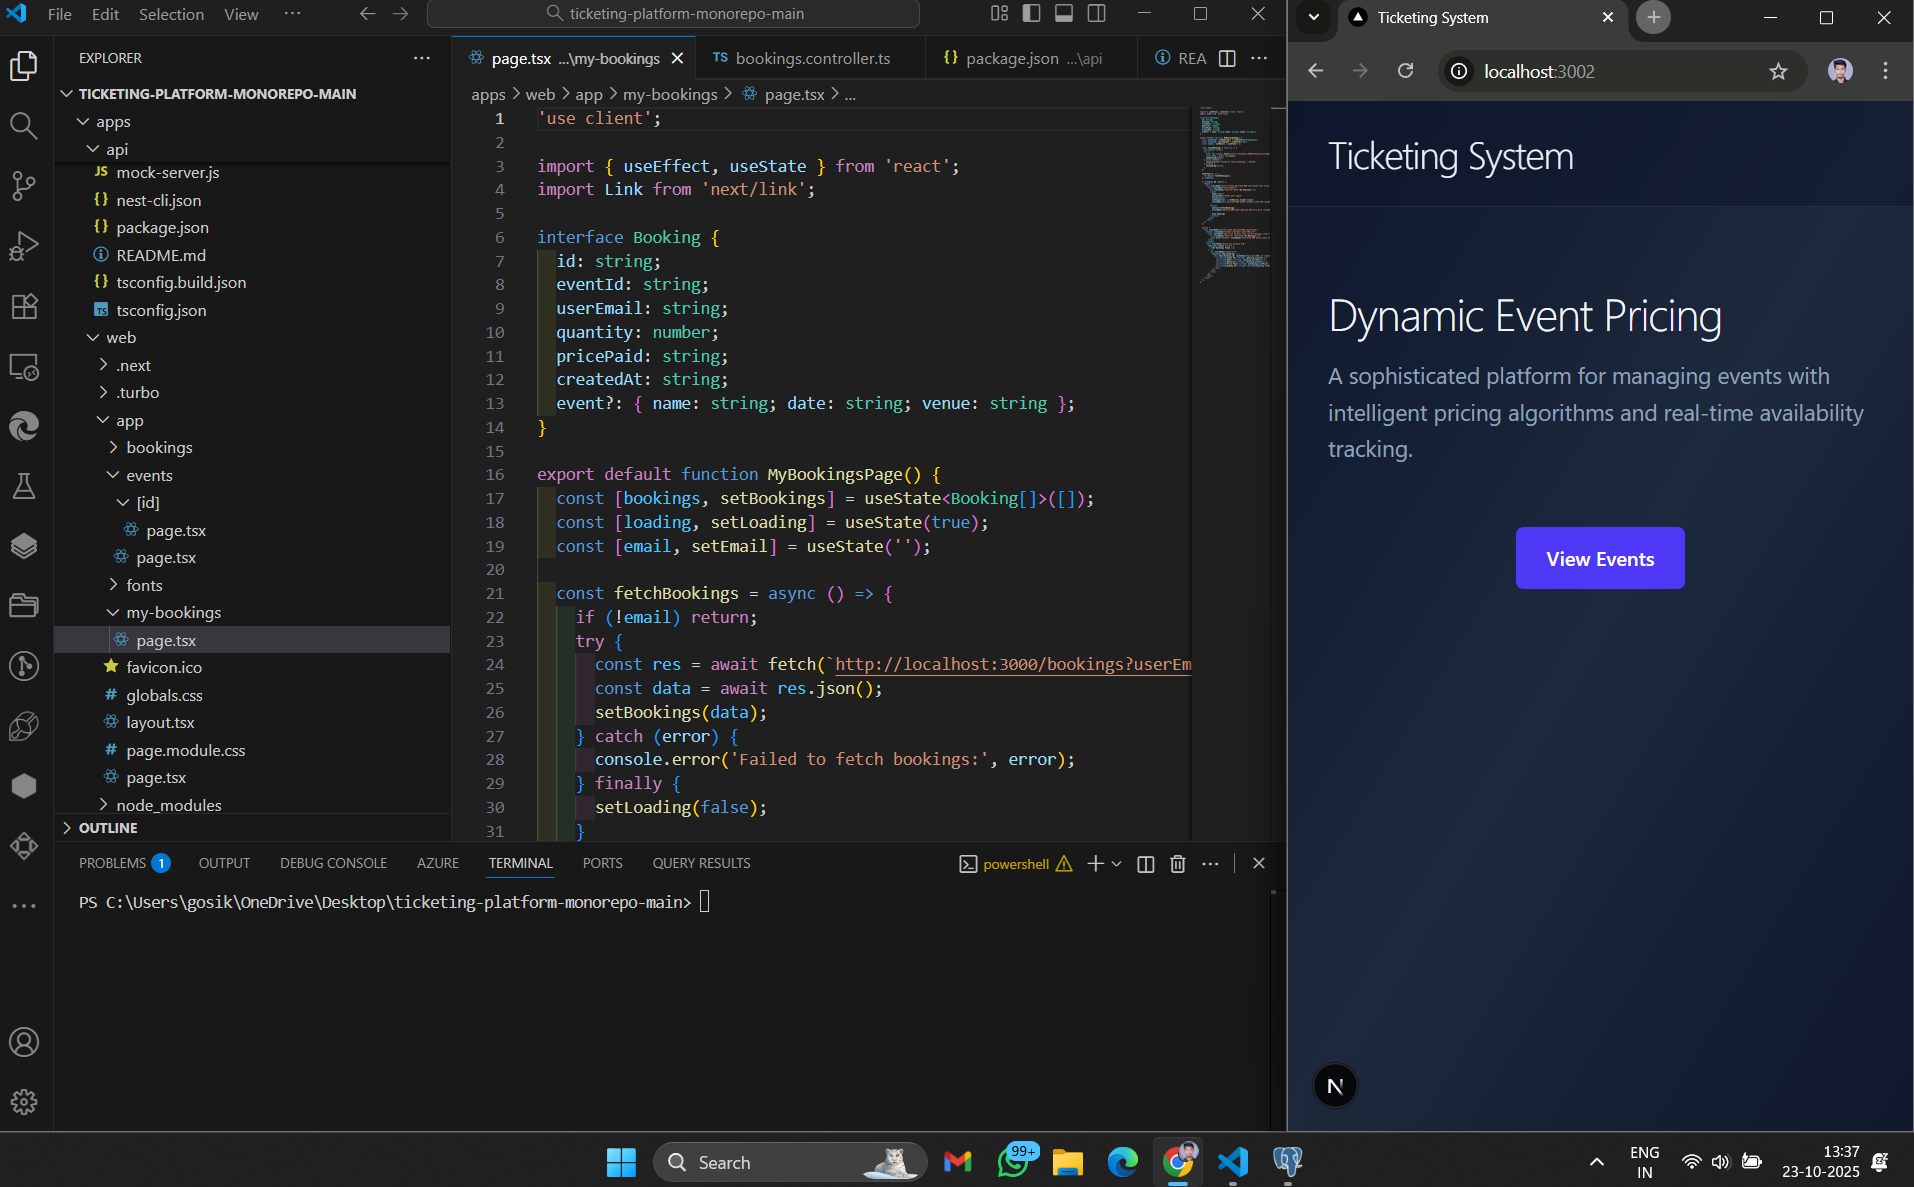 File Edit Selection View ...
ticketing-platform-monorepo-main
EXPLORER
TICKETING-PLATFORM-MONOREPO-MAIN
apps
api
JS mock-server.js
{} nest-cli.json
{} package.json
README.md
{} tsconfig.build.json
TS tsconfig.json
web
.next
.turbo
app
bookings
events
[id]
page.tsx
page.tsx
fonts
my-bookings
page.tsx
favicon.ico
# globals.css
layout.tsx
# page.module.css
page.tsx
node_modules
OUTLINE
page.tsx ...\my-bookings
TS bookings.controller.ts
{} package.json ...\api
REA
apps > web > app > my-bookings > page.tsx > ...
1 'use client';
2
3 import { useEffect, useState } from 'react';
4 import Link from 'next/link';
5
6 interface Booking {
7 id: string;
8 eventId: string;
9 userEmail: string;
10 quantity: number;
11 pricePaid: string;
12 createdAt: string;
13 event?: { name: string; date: string; venue: string };
14 }
15
16 export default function MyBookingsPage() {
17 const [bookings, setBookings] = useState<Booking[]>([]);
18 const [loading, setLoading] = useState(true);
19 const [email, setEmail] = useState('');
20
21 const fetchBookings = async () => {
22 if (!email) return;
23 try {
24 const res = await fetch(`http://localhost:3000/bookings?userEm
25 const data = await res.json();
26 setBookings(data);
27 } catch (error) {
28 console.error('Failed to fetch bookings:', error);
29 } finally {
30 setLoading(false);
31 }
PROBLEMS 1 OUTPUT DEBUG CONSOLE AZURE TERMINAL PORTS QUERY RESULTS
powershell
PS C:\Users\gosik\OneDrive\Desktop\ticketing-platform-monorepo-main>
Ticketing System
localhost:3002
Ticketing System
Dynamic Event Pricing
A sophisticated platform for managing events with
intelligent pricing algorithms and real-time availability
tracking.
View Events
N
Search
99+
ENG
IN
13:37
23-10-2025